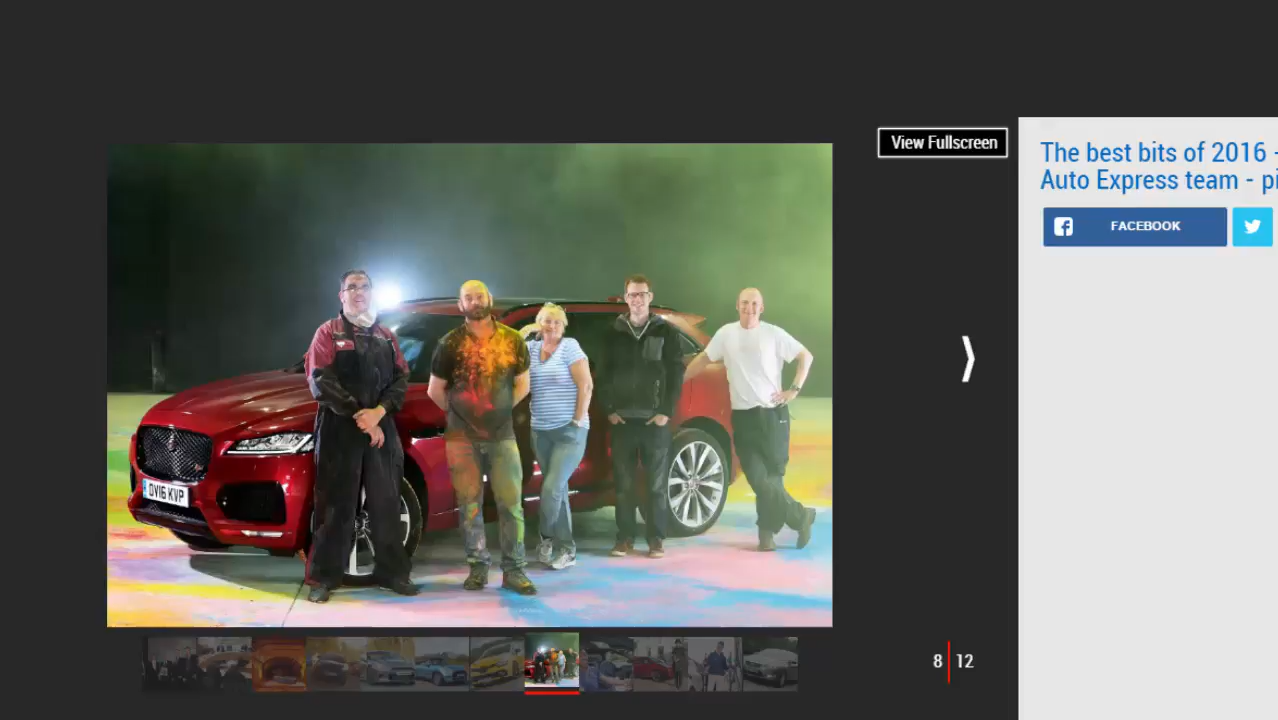 View Fullscreen
The best bits of 2016 -
Auto Express team - pi
FACEBOOK
OV16 KVP
8 12